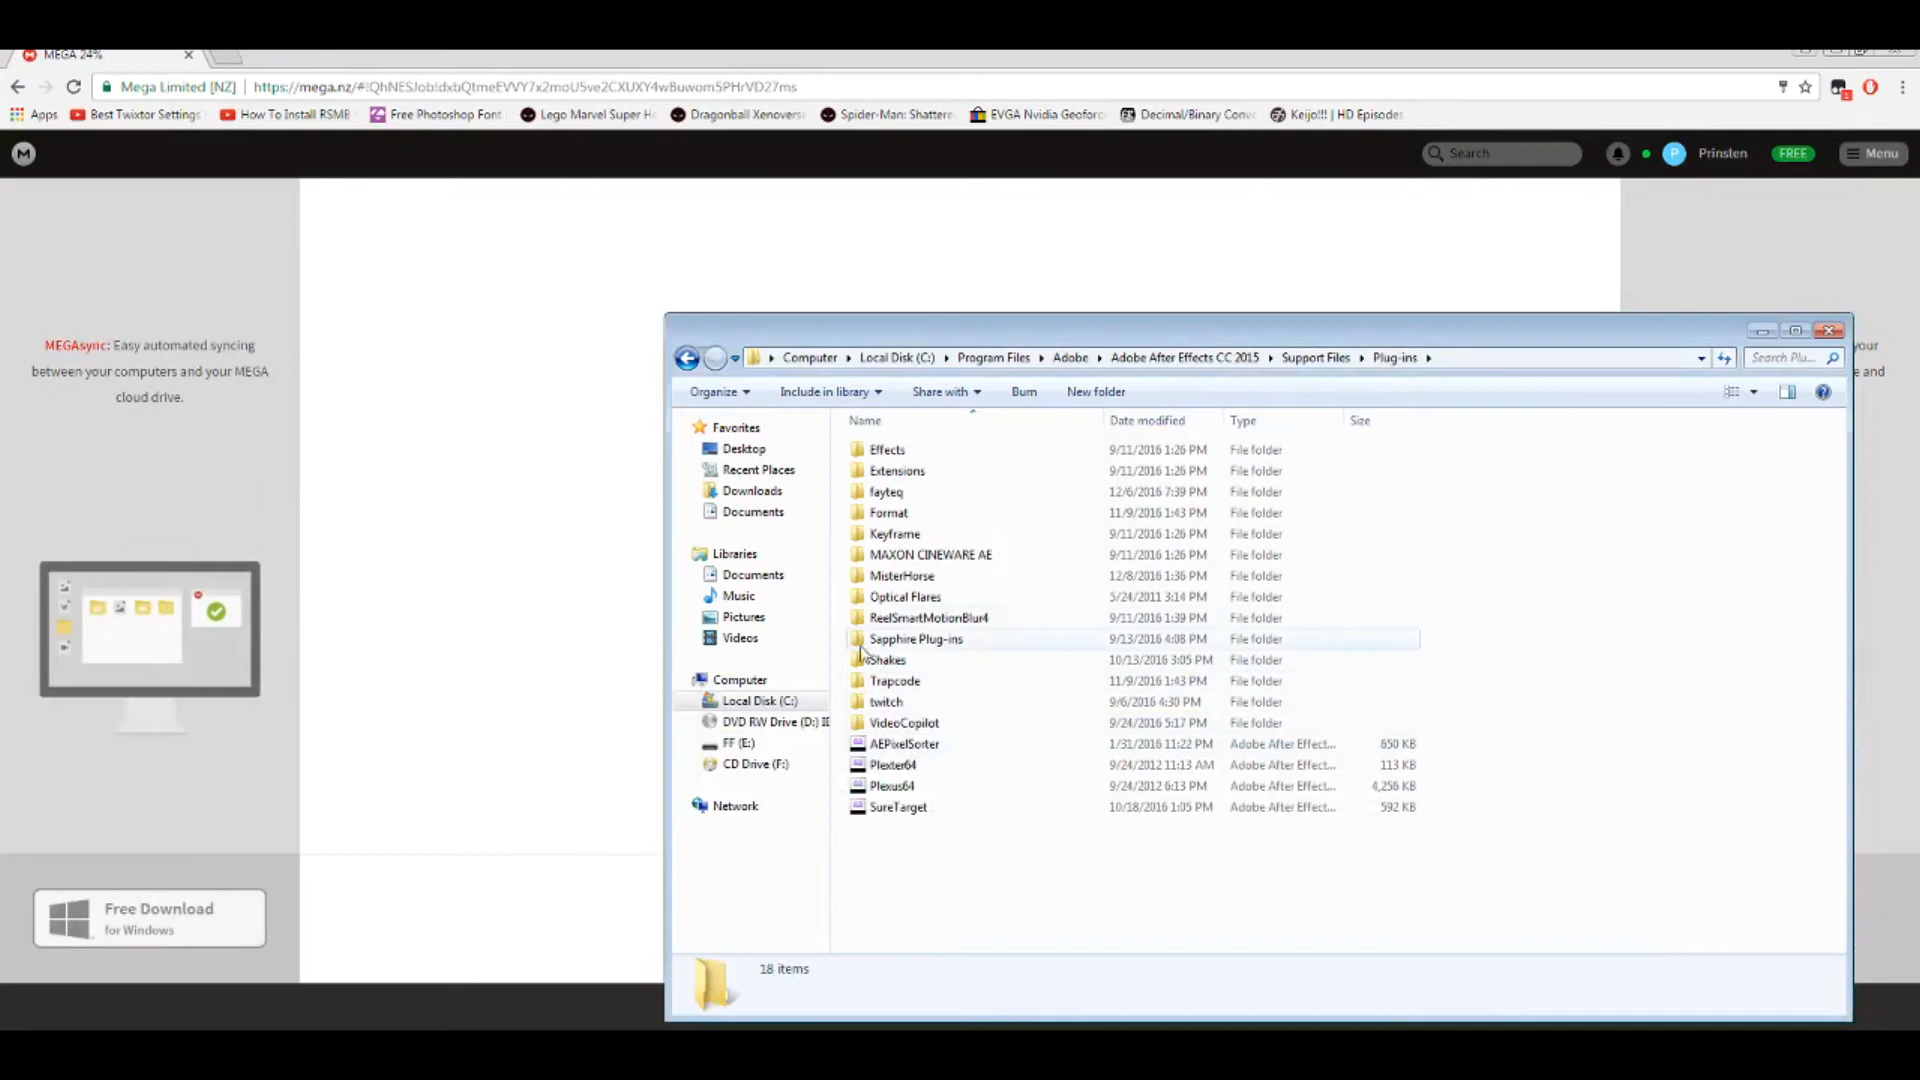 MEGA 24%
Mega Limited [NZ] https://mega.nz/#!QhNESJob!dxbQtmeEVVY7x2moU5ve2CXUXY4wBuwom5PHrVD27ms
Apps Best Twixtor Settings How To Install RSMB Free Photoshop Font Lego Marvel Super He Dragonball Xenovers Spider-Man: Shattere EVGA Nvidia Geforc Decimal/Binary Conv Keijo!!! | HD Episodes
Search Prinsten FREE Menu
MEGAsync: Easy automated syncing
between your computers and your MEGA
cloud drive.
your
e and
Free Download
for Windows
Computer Local Disk (C:) Program Files Adobe Adobe After Effects CC 2015 Support Files Plug-ins Search Plu...
Organize Include in library Share with Burn New folder
Favorites
Desktop
Recent Places
Downloads
Documents
Libraries
Documents
Music
Pictures
Videos
Computer
Local Disk (C:)
DVD RW Drive (D:) II
FF (E:)
CD Drive (F:)
Network
Name Date modified Type Size
Effects 9/11/2016 1:26 PM File folder
Extensions 9/11/2016 1:26 PM File folder
fayteq 12/6/2016 7:39 PM File folder
Format 11/9/2016 1:43 PM File folder
Keyframe 9/11/2016 1:26 PM File folder
MAXON CINEWARE AE 9/11/2016 1:26 PM File folder
MisterHorse 12/8/2016 1:36 PM File folder
Optical Flares 5/24/2011 3:14 PM File folder
ReelSmartMotionBlur4 9/11/2016 1:39 PM File folder
Sapphire Plug-ins 9/13/2016 4:08 PM File folder
Shakes 10/13/2016 3:05 PM File folder
Trapcode 11/9/2016 1:43 PM File folder
twitch 9/6/2016 4:30 PM File folder
VideoCopilot 9/24/2016 5:17 PM File folder
AEPixelSorter 1/31/2016 11:22 PM Adobe After Effect... 650 KB
Plexter64 9/24/2012 11:13 AM Adobe After Effect... 113 KB
Plexus64 9/24/2012 6:13 PM Adobe After Effect... 4,256 KB
SureTarget 10/18/2016 1:05 PM Adobe After Effect... 592 KB
18 items